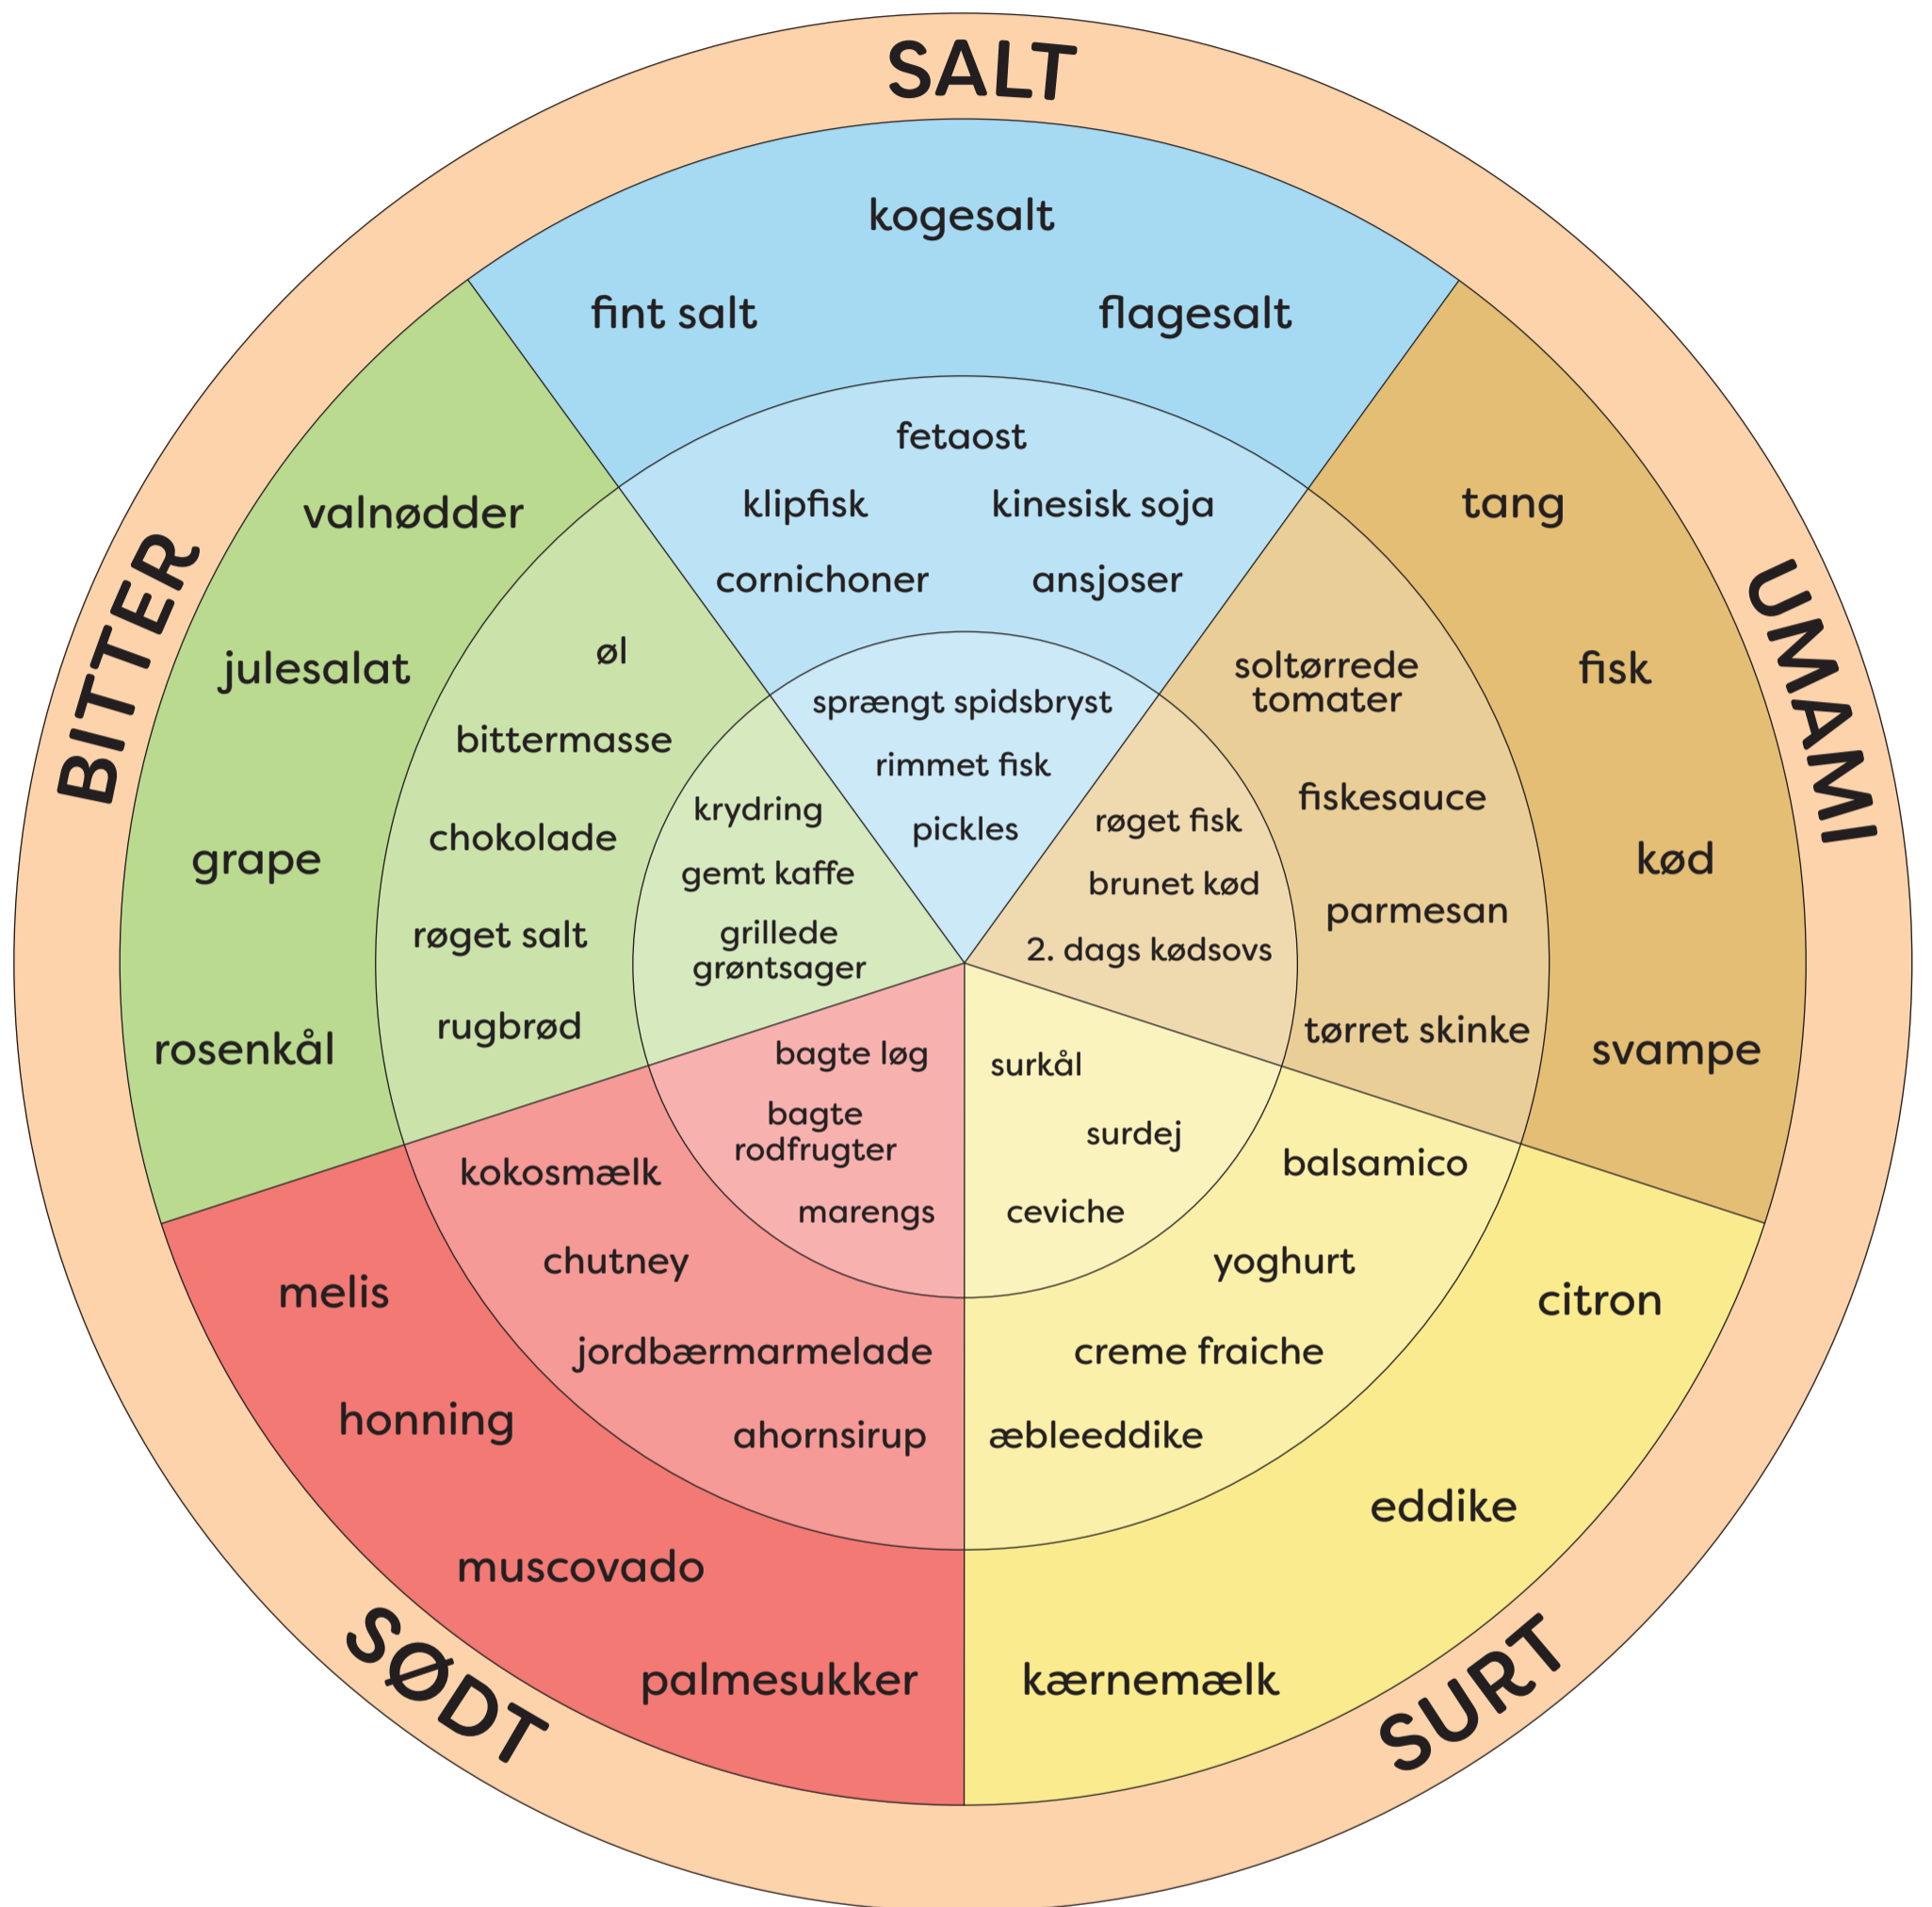 SALT
kogesalt
fint salt
flagesalt
fetaost
klipfisk
kinesisk soja
cornichoner
ansjoser
sprængt spidsbryst
rimmet fisk
pickles
UMAMI
tang
fisk
kød
svampe
soltørrede
tomater
fiskesauce
parmesan
tørret skinke
røget fisk
brunet kød
2. dags kødsovs
SURT
citron
eddike
kærnemælk
balsamico
yoghurt
creme fraiche
æbleeddike
surkål
surdej
ceviche
SØDT
melis
honning
muscovado
palmesukker
kokosmælk
chutney
jordbærmarmelade
ahornsirup
bagte løg
bagte
rodfrugter
marengs
BITTER
valnødder
julesalat
grape
rosenkål
øl
bittermasse
chokolade
røget salt
rugbrød
krydring
gemt kaffe
grillede
grøntsager